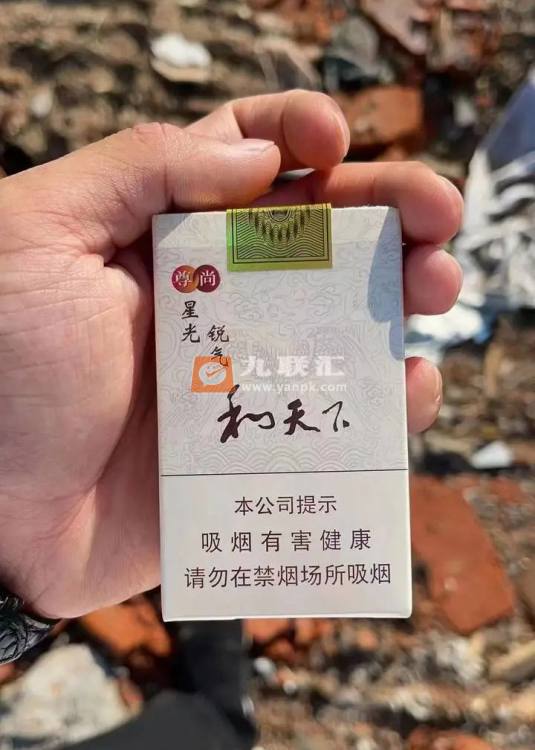 尊尚
星光
锐气
九联汇
www.yanpk.com
和天下
本公司提示
吸烟有害健康
请勿在禁烟场所吸烟